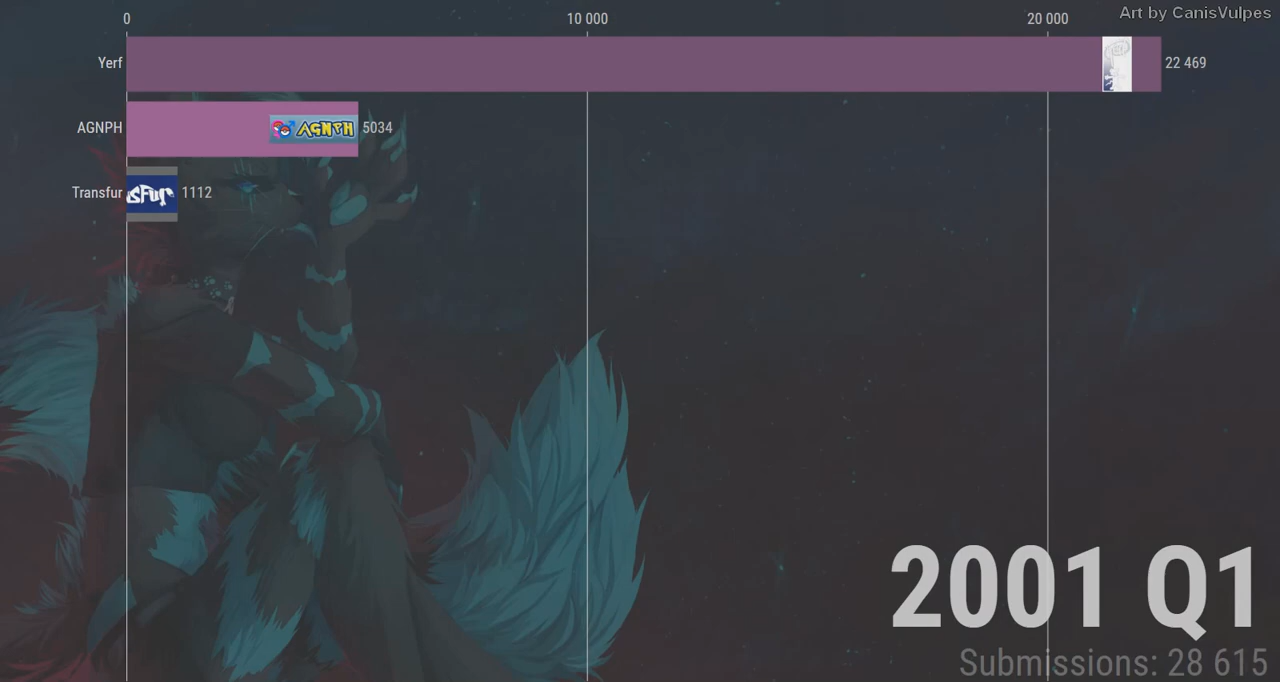 0 10 000 20 000 Art by CanisVulpes
Yerf 22 469
AGNPH AGNPH 5034
Transfur sFur 1112
2001 Q1
Submissions: 28 615